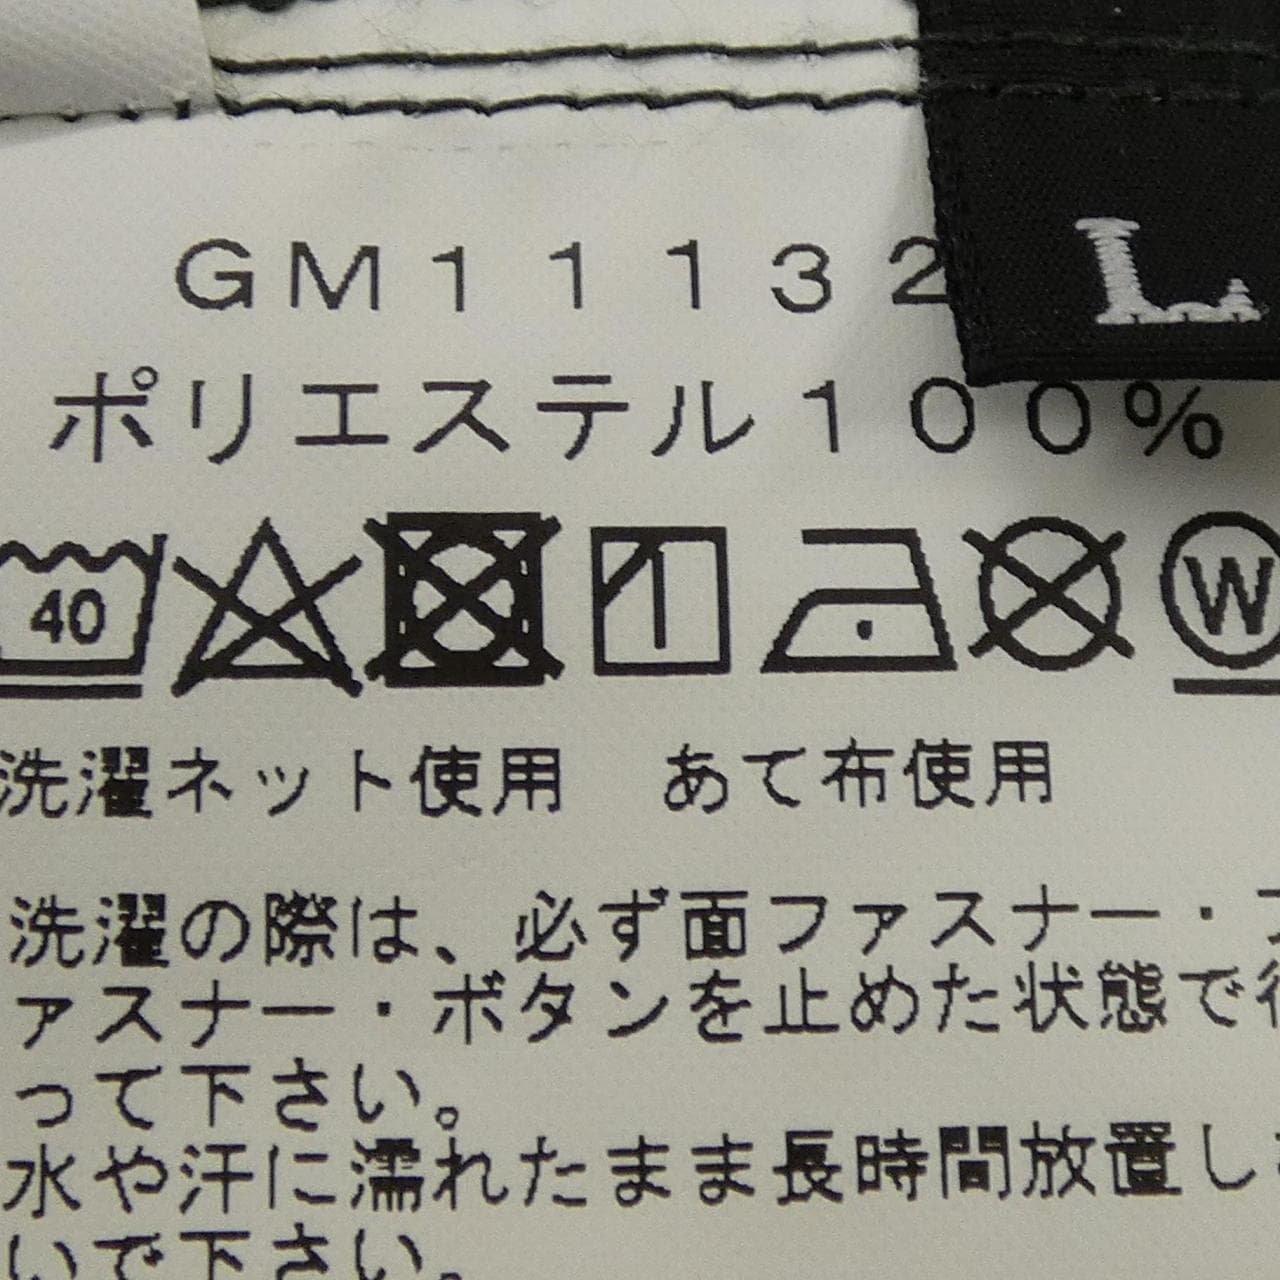 GM11132
L
ポリエステル100%
40
W
洗濯ネット使用　あて布使用
洗濯の際は、必ず面ファスナー・フ
ァスナー・ボタンを止めた状態で行
って下さい。
水や汗に濡れたまま長時間放置し
いで下さい。